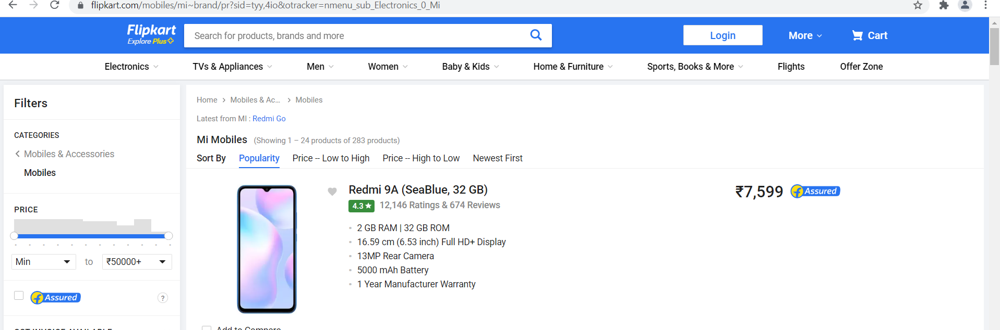 flipkart.com/mobiles/mi~brand/pr?sid=tyy,4io&otracker=nmenu_sub_Electronics_0_Mi
Flipkart
Explore Plus
Search for products, brands and more
Login
More
Cart
Electronics
TVs & Appliances
Men
Women
Baby & Kids
Home & Furniture
Sports, Books & More
Flights
Offer Zone
Filters
CATEGORIES
Mobiles & Accessories
Mobiles
PRICE
Min to ₹50000+
f Assured
?
Home > Mobiles & Ac... > Mobiles
Latest from MI : Redmi Go
Mi Mobiles (Showing 1 – 24 products of 283 products)
Sort By Popularity Price -- Low to High Price -- High to Low Newest First
Redmi 9A (SeaBlue, 32 GB)
4.3★ 12,146 Ratings & 674 Reviews
• 2 GB RAM | 32 GB ROM
• 16.59 cm (6.53 inch) Full HD+ Display
• 13MP Rear Camera
• 5000 mAh Battery
• 1 Year Manufacturer Warranty
₹7,599 f Assured
Add to Compare